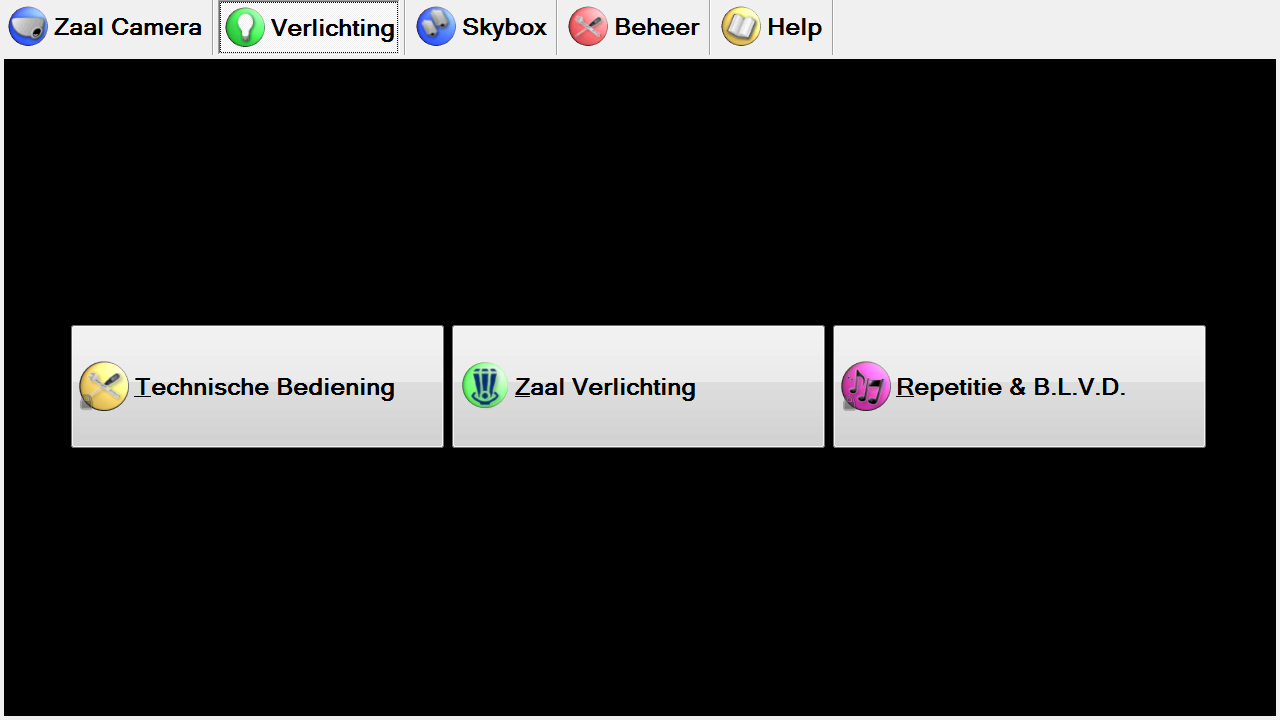 Zaal Camera
Verlichting
Skybox
Beheer
Help
Technische Bediening
Zaal Verlichting
Repetitie & B.L.V.D.